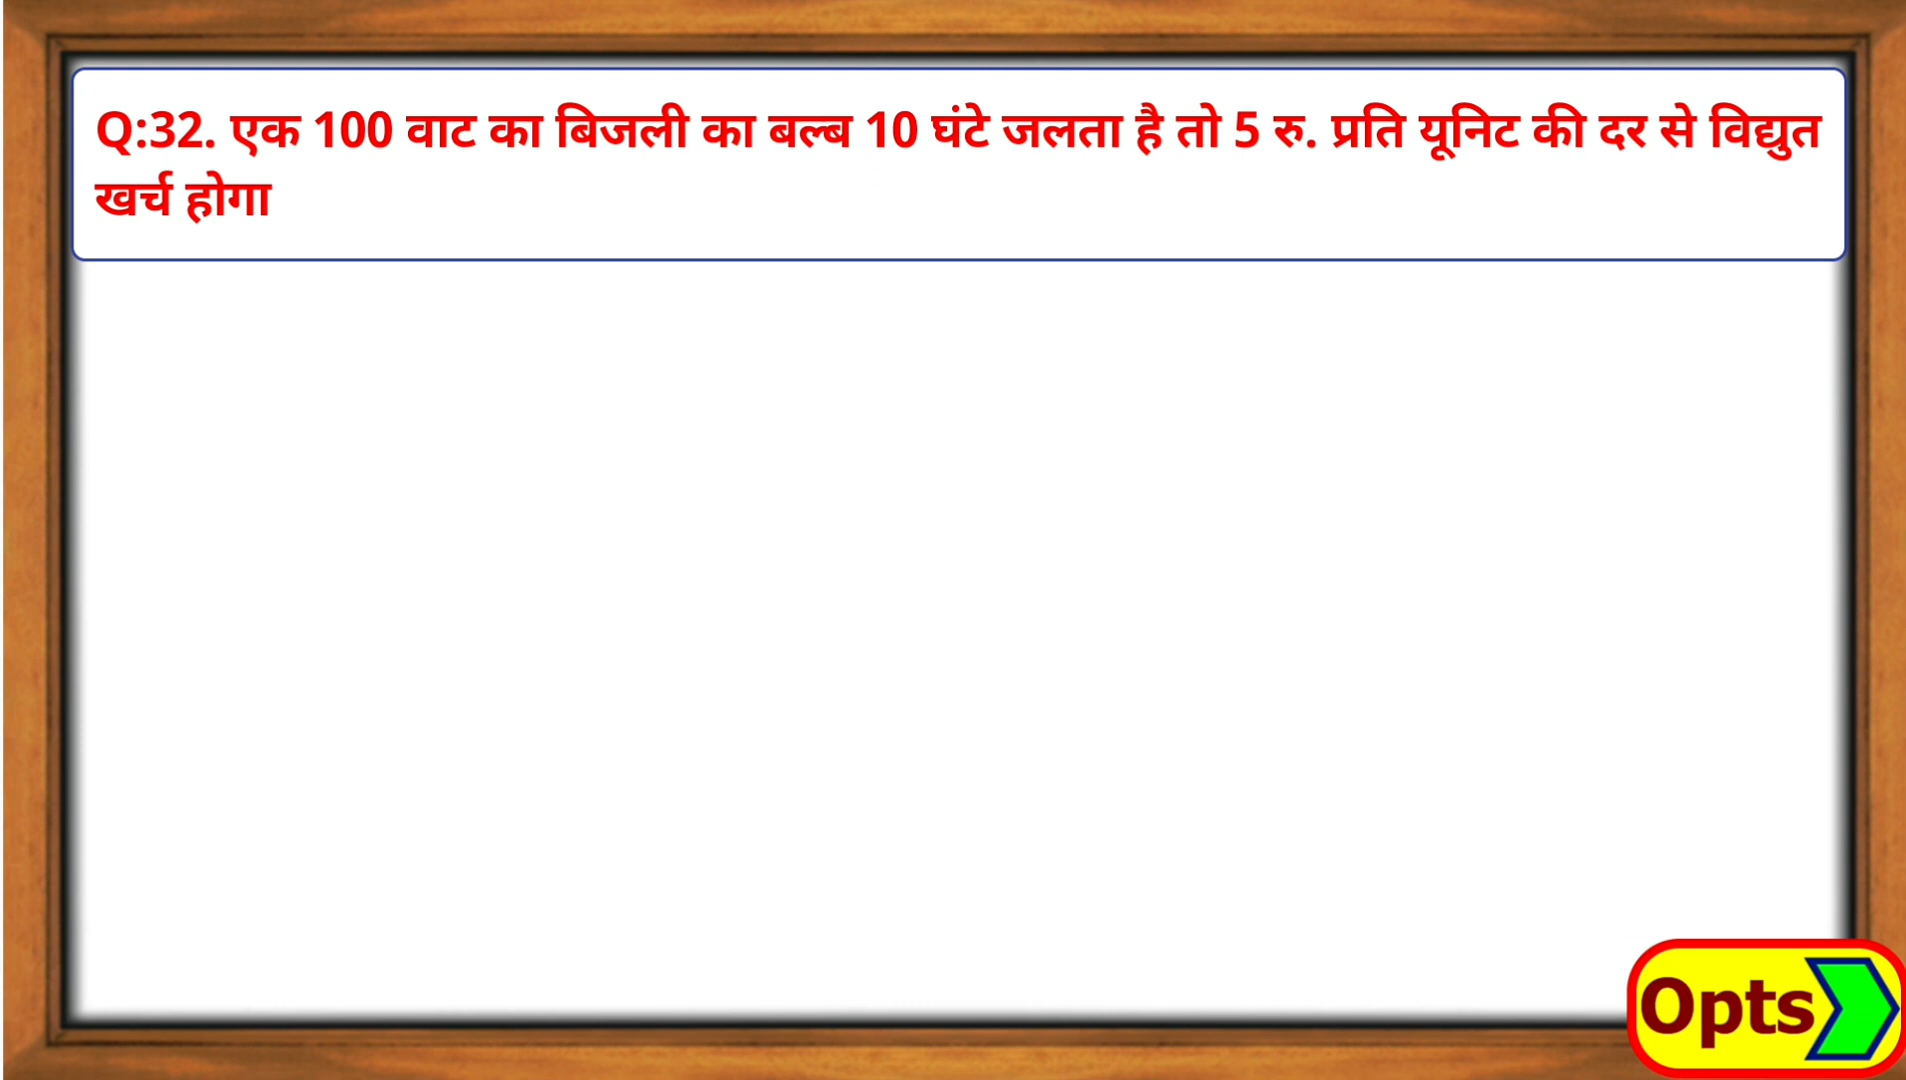 Q:32. एक 100 वाट का बिजली का बल्ब 10 घंटे जलता है तो 5 रु. प्रति यूनिट की दर से विद्युत
खर्च होगा
Opts